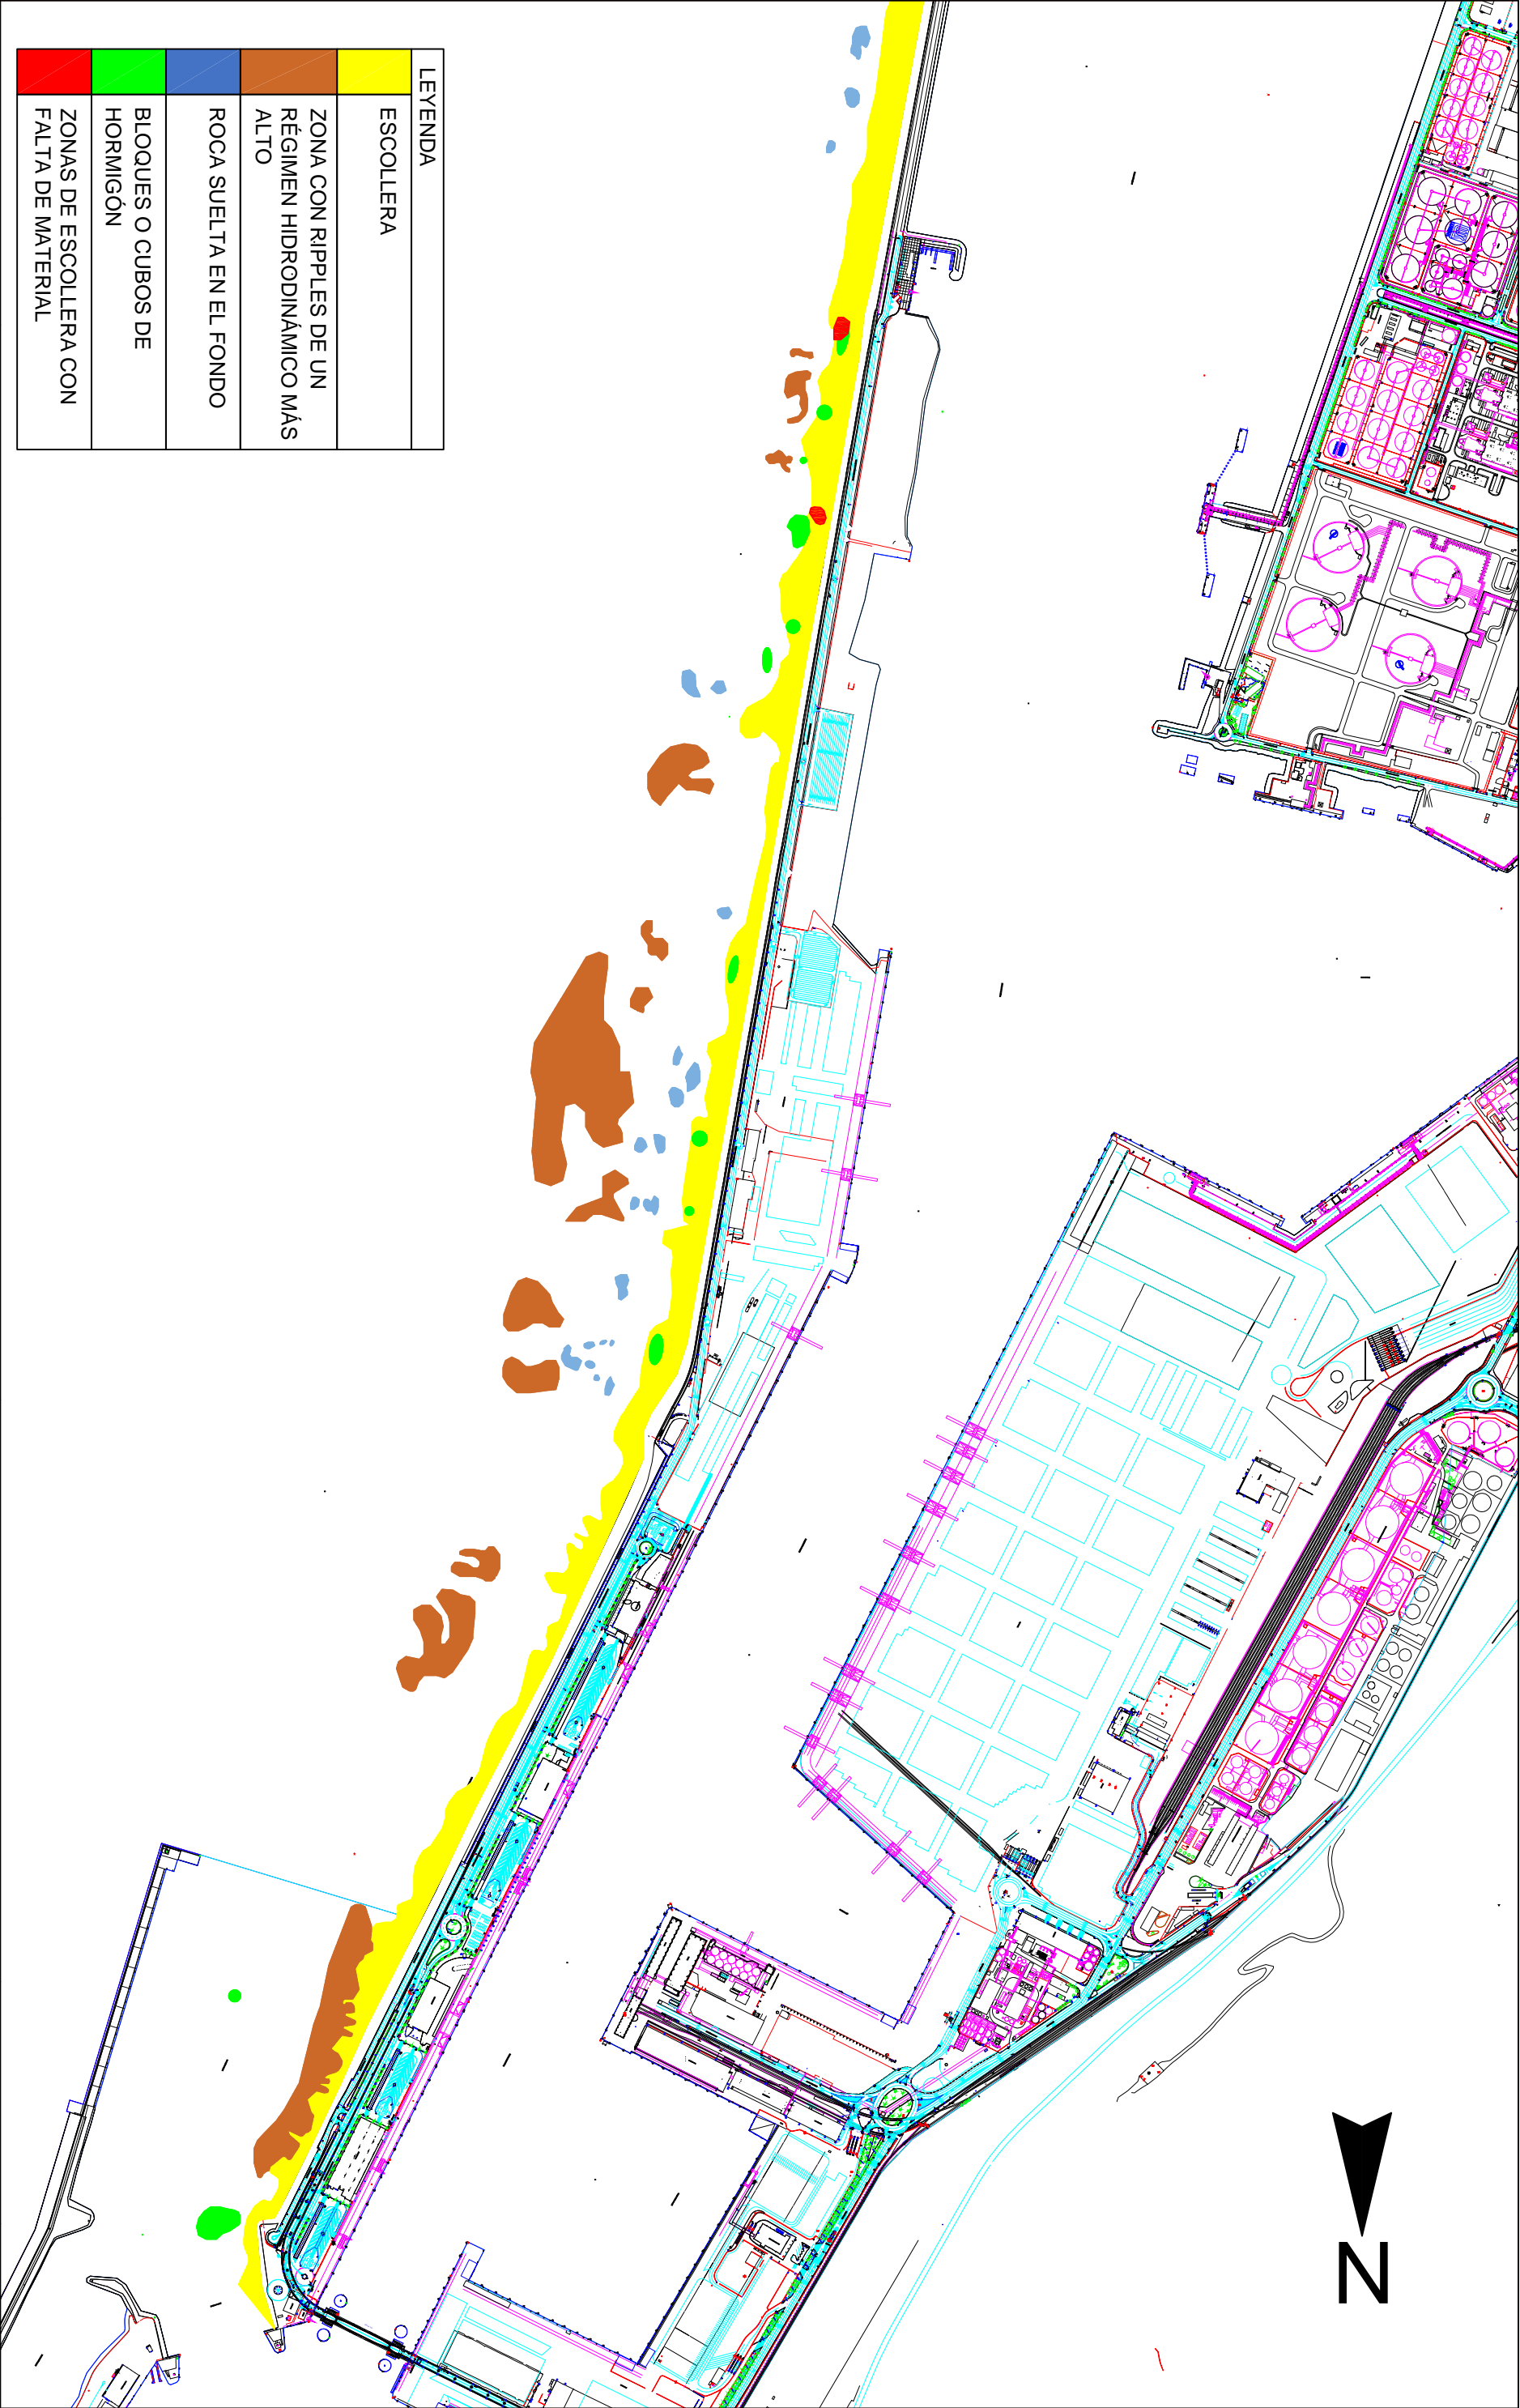 LEYENDA
ESCOLLERA
ZONA CON RIPPLES DE UN
RÉGIMEN HIDRODINÁMICO MÁS
ALTO
ROCA SUELTA EN EL FONDO
BLOQUES O CUBOS DE
HORMIGÓN
ZONAS DE ESCOLLERA CON
FALTA DE MATERIAL
N